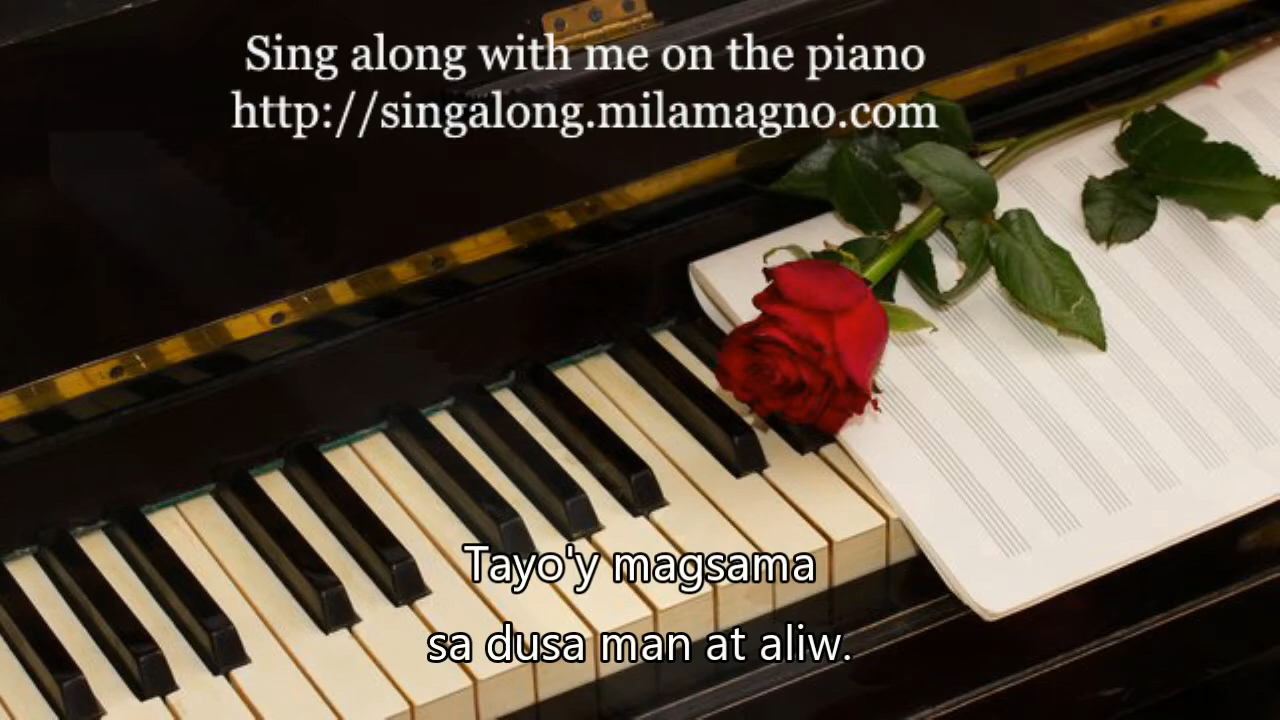 Sing along with me on the piano
http://singalong.milamagno.com
Tayo'y magsama
sa dusa man at aliw.